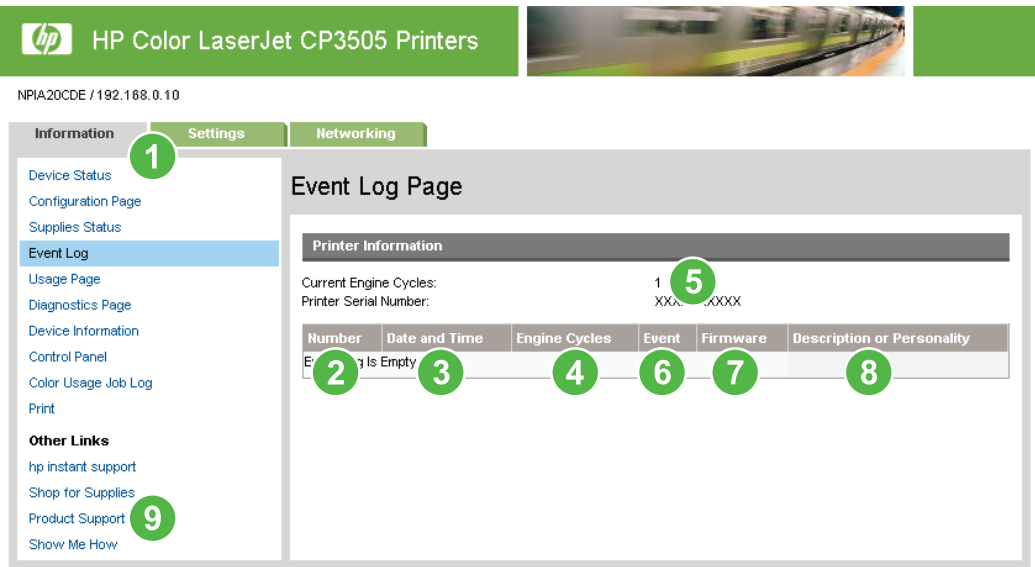 hp HP Color LaserJet CP3505 Printers
NPIA20CDE / 192.168.0.10
Information Settings Networking
1
Device Status
Configuration Page
Supplies Status
Event Log
Usage Page
Diagnostics Page
Device Information
Control Panel
Color Usage Job Log
Print
Other Links
hp instant support
Shop for Supplies
Product Support 9
Show Me How
Event Log Page
Printer Information
Current Engine Cycles: 1 5
Printer Serial Number: XXX XXXX
Number Date and Time Engine Cycles Event Firmware Description or Personality
Is Empty
2 3 4 6 7 8